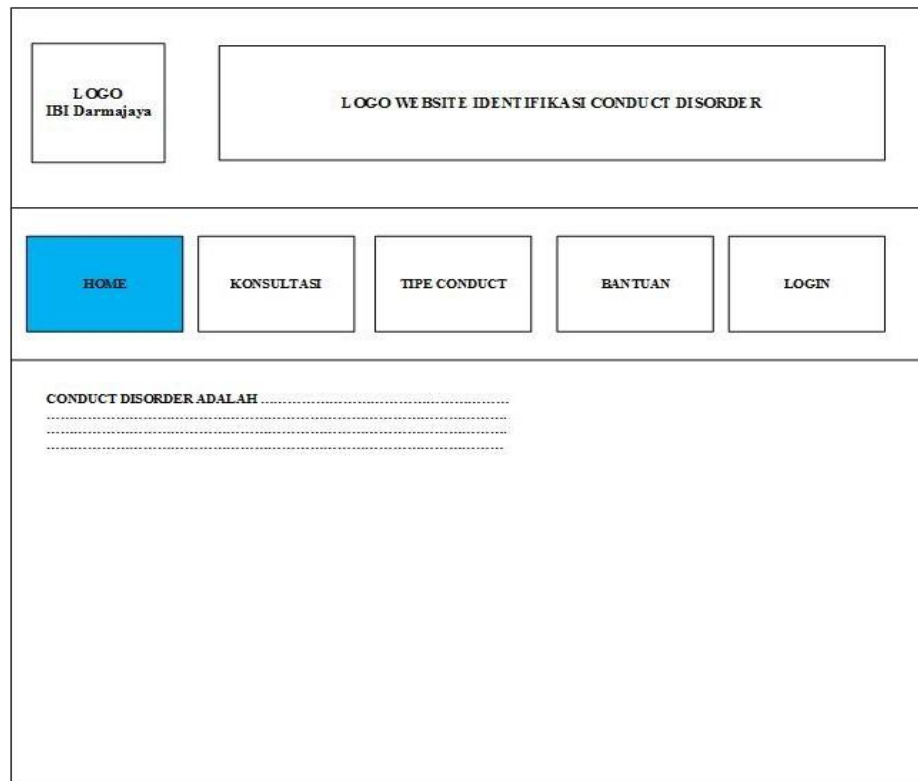 LOGO
IBI Darmajaya
LOGO WEBSITE IDENTIFIKASI CONDUCT DISORDER
HOME
KONSULTASI
TIPE CONDUCT
BANTUAN
LOGIN
CONDUCT DISORDER ADALAH ..........................................................